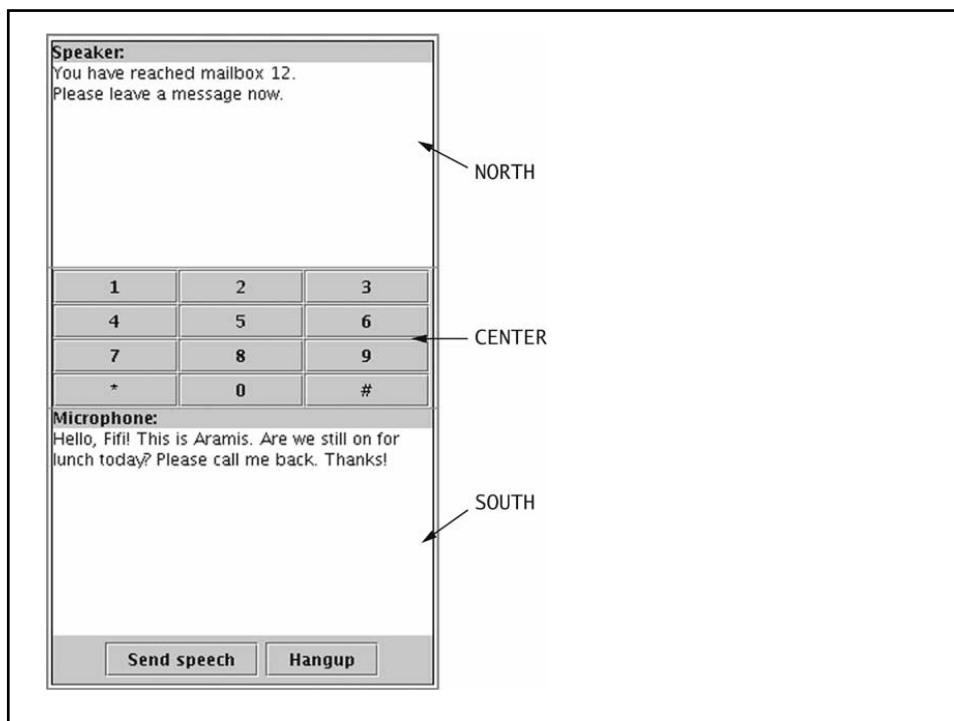 Speaker:
You have reached mailbox 12.
Please leave a message now.
NORTH
1 2 3
4 5 6
CENTER
7 8 9
* 0 #
Microphone:
Hello, Fifi! This is Aramis. Are we still on for
lunch today? Please call me back. Thanks!
SOUTH
Send speech Hangup